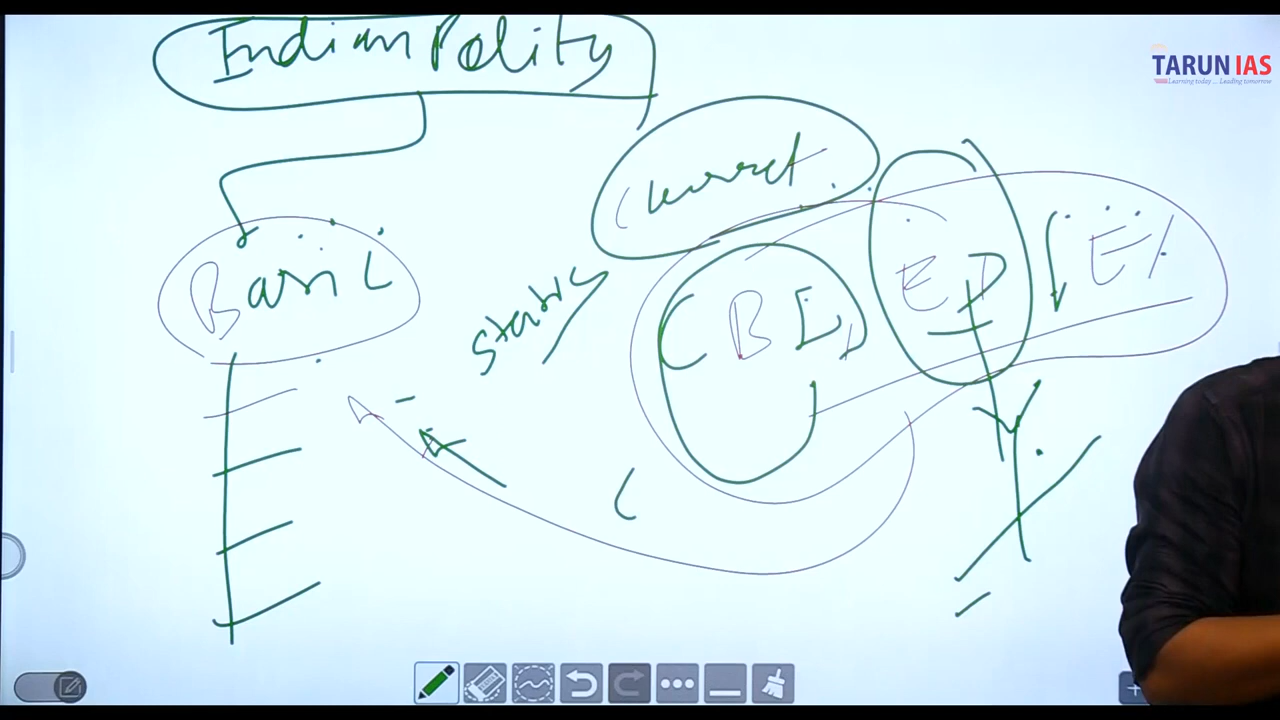 Indian Polity
TARUN IAS
Learning today... Leading tomorrow
Current
Basic
static
CBI
ED